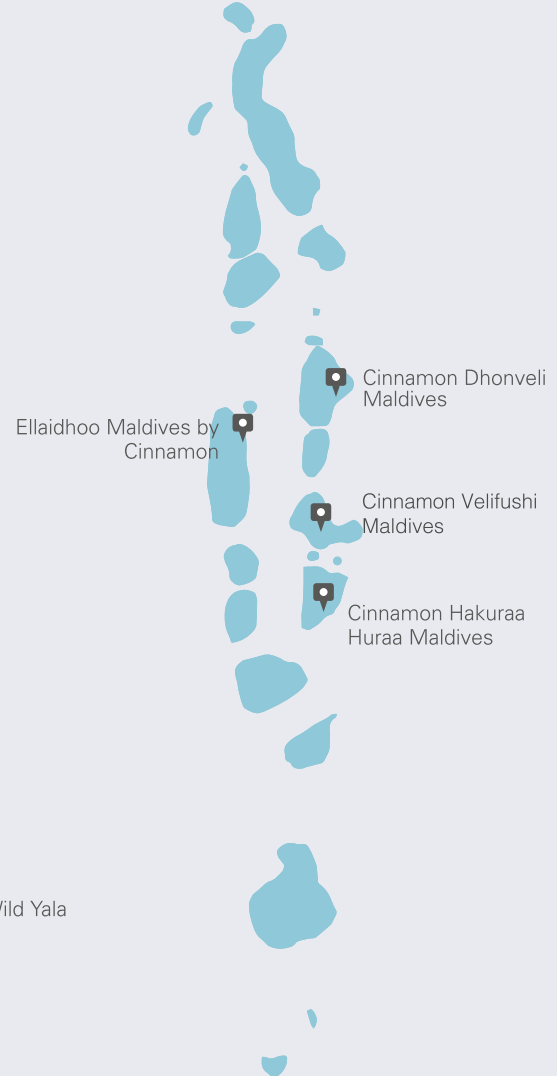 Cinnamon Dhonveli
Maldives
Ellaidhoo Maldives by
Cinnamon
Cinnamon Velifushi
Maldives
Cinnamon Hakuraa
Huraa Maldives
Yala